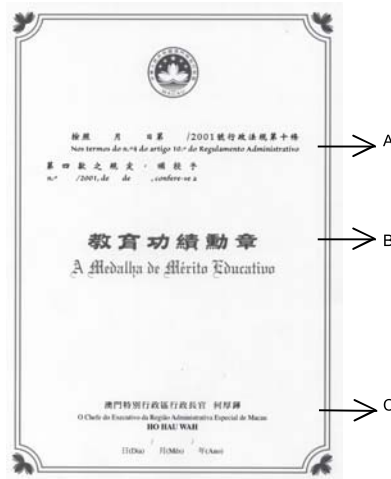 按照 月 日第 /2001號行政法規第十條
Nos termos do n.º4 do artigo 10.º do Regulamento Administrativo
第四款之規定，頒授予
n.º /2001, de de , confere-se a
A
教育功績勳章
A Medalha de Mérito Educativo
B
澳門特別行政區行政長官 何厚鏵
O Chefe do Executivo da Região Administrativa Especial de Macau
HO HAU WAH
C
/ /
日(Dia) 月(Mês) 年(Ano)